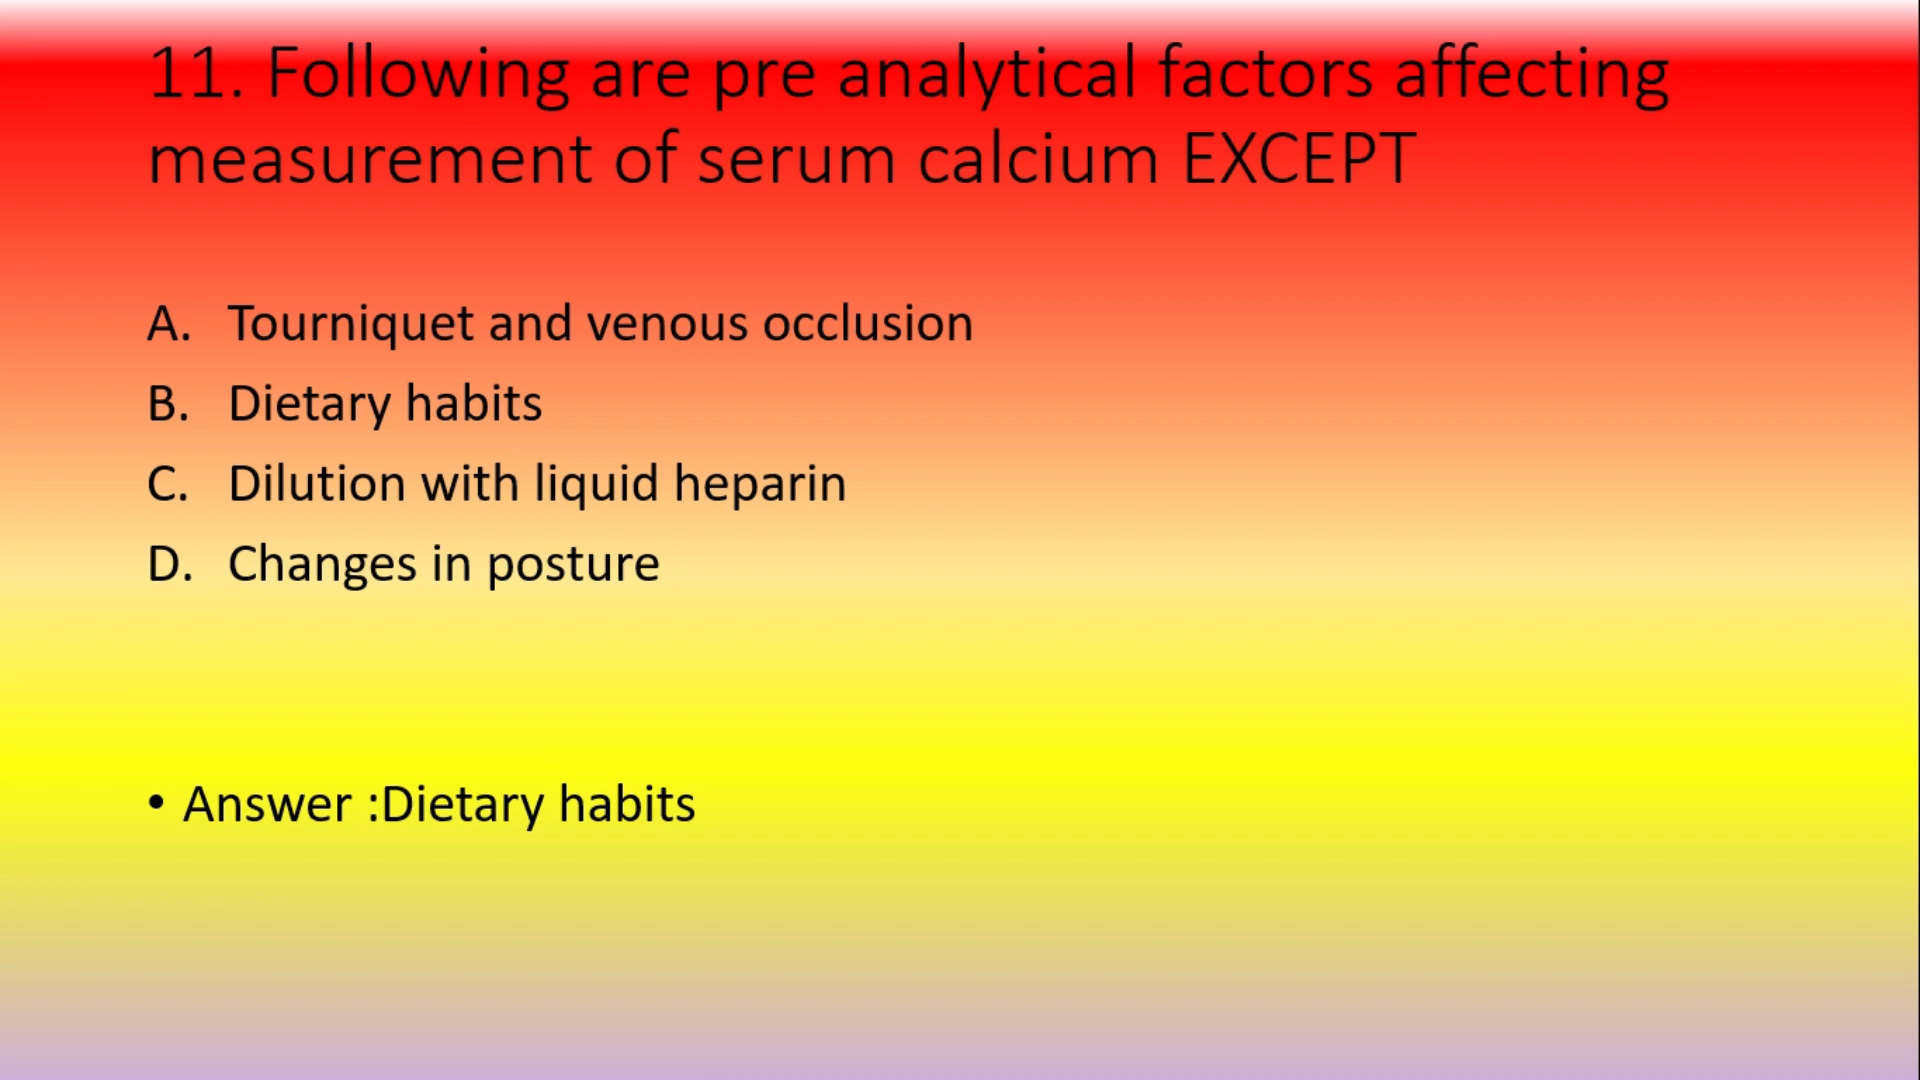 11. Following are pre analytical factors affecting
measurement of serum calcium EXCEPT
A. Tourniquet and venous occlusion
B. Dietary habits
C. Dilution with liquid heparin
D. Changes in posture
• Answer :Dietary habits